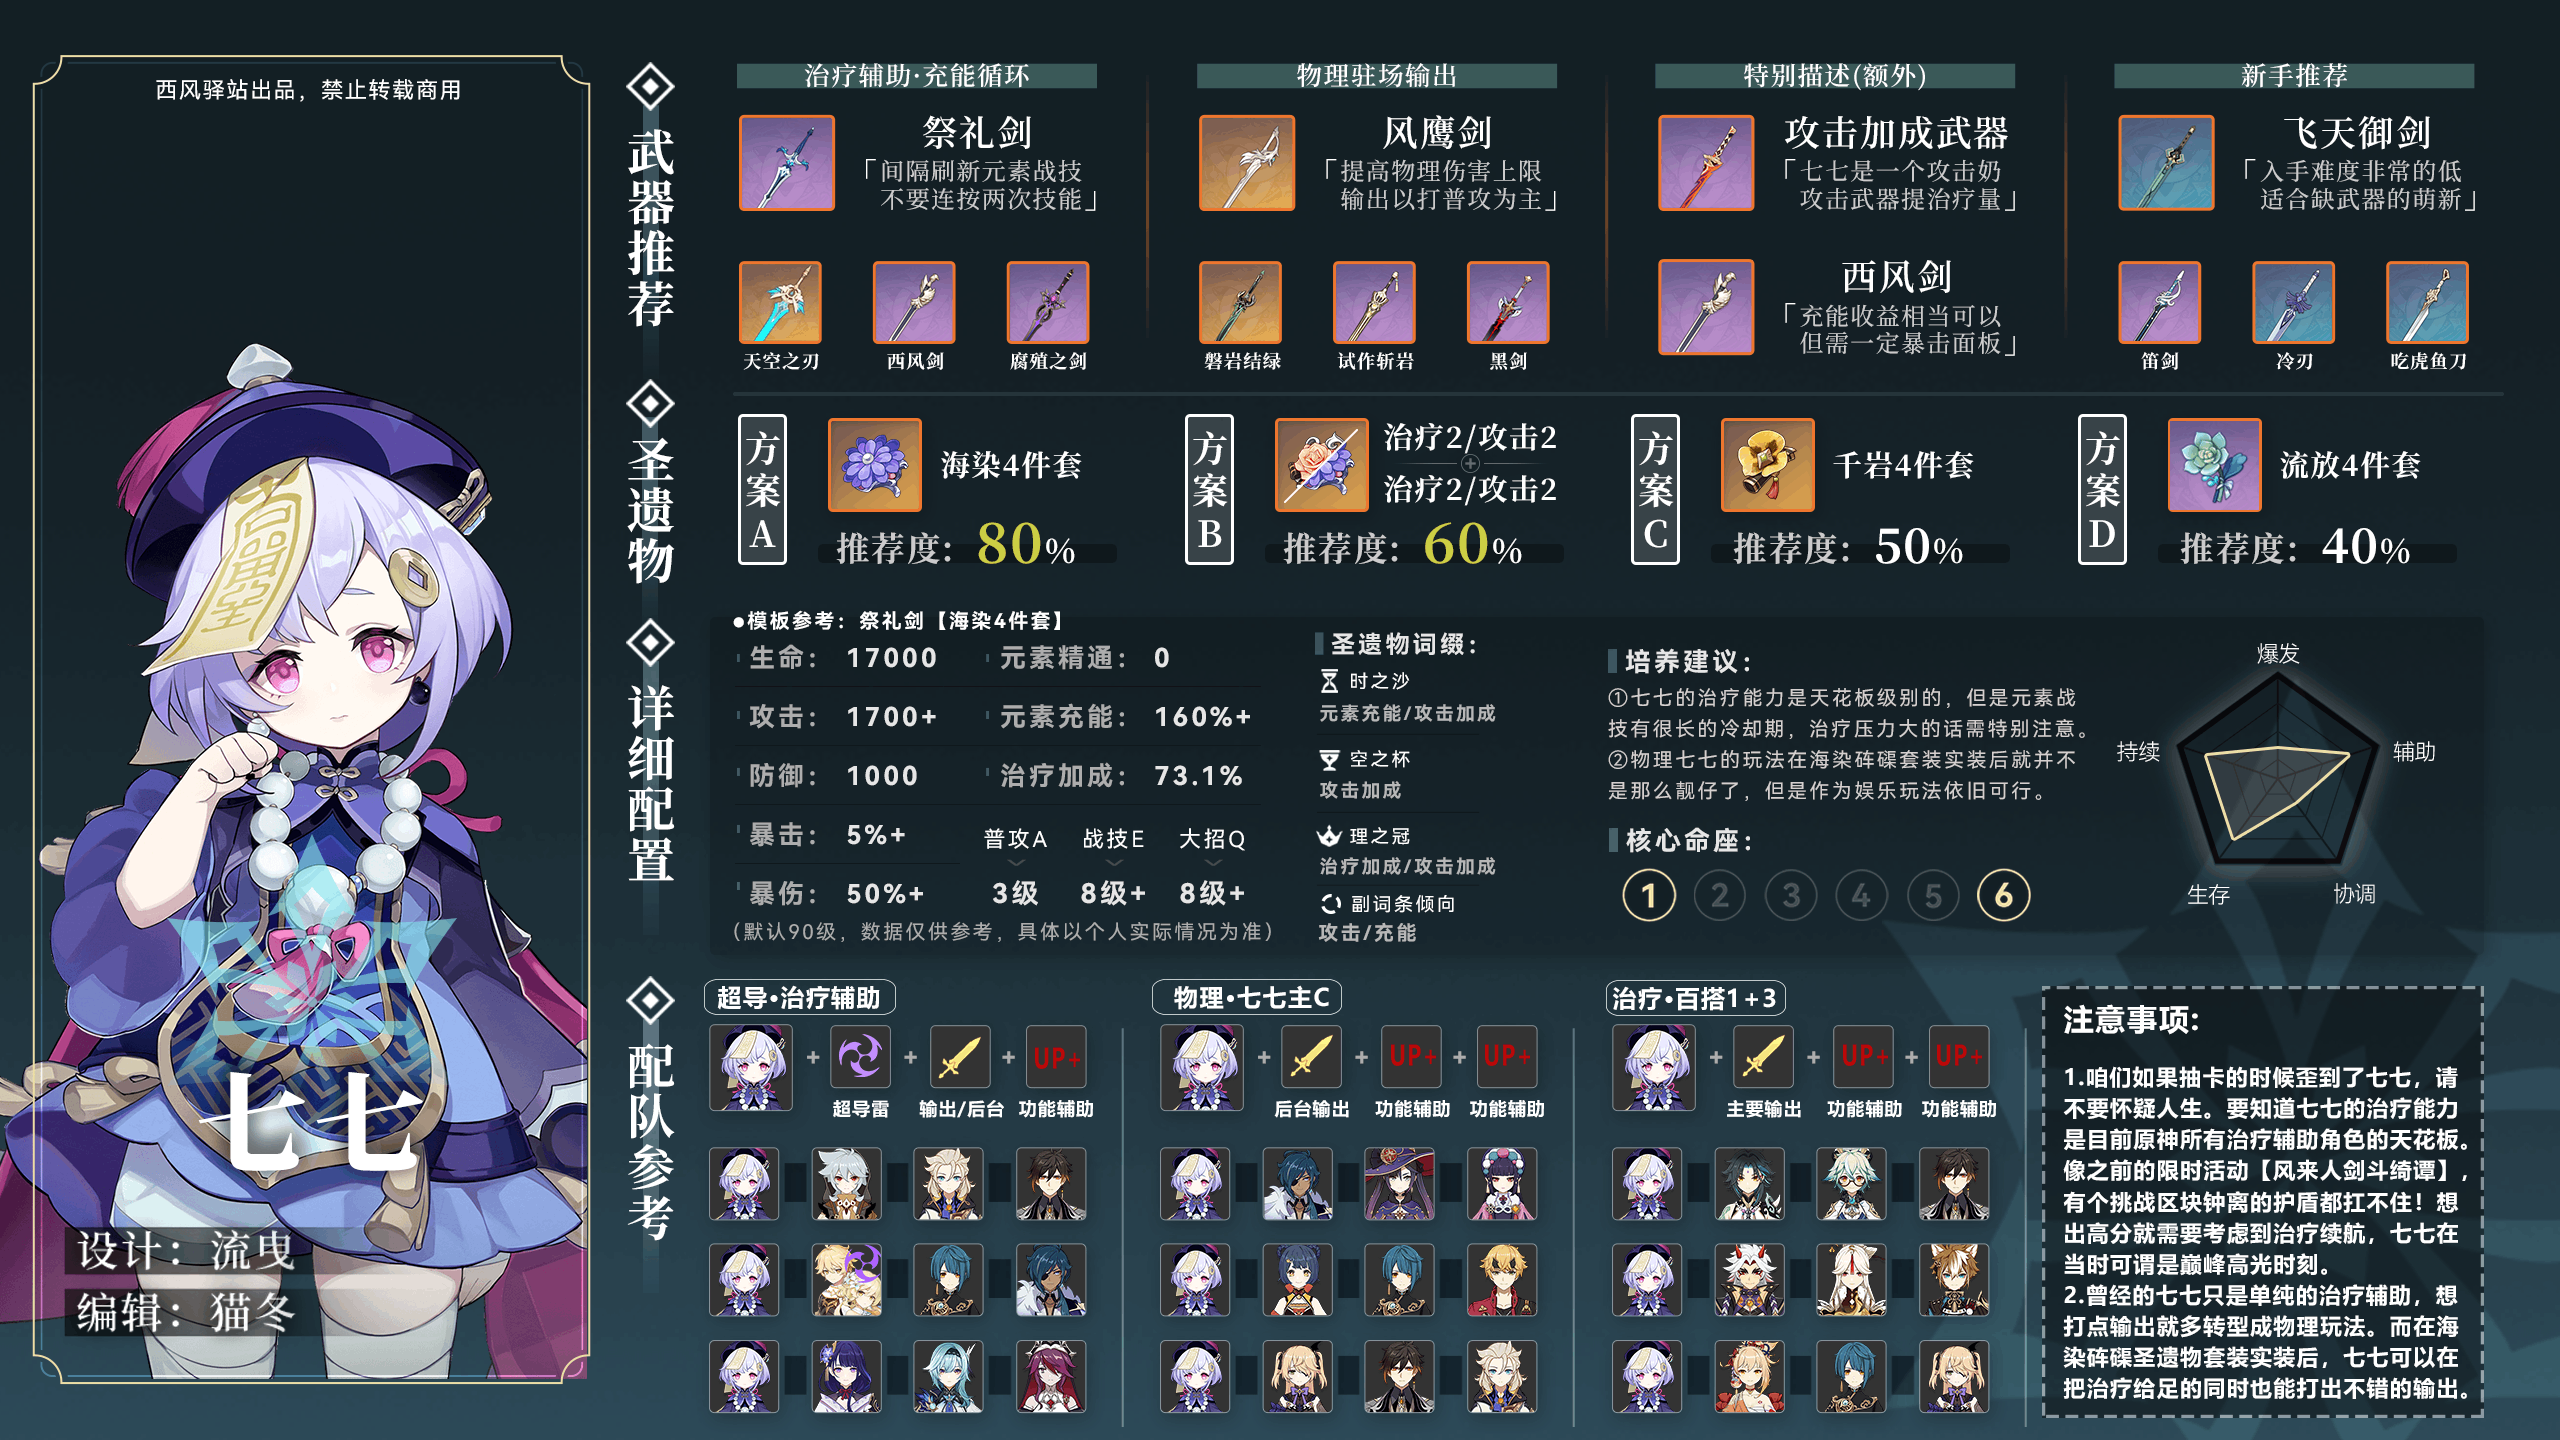 西风驿站出品，禁止转载商用
七七
设计：流曳
编辑：猫冬
武器推荐
治疗辅助·充能循环
祭礼剑
「间隔刷新元素战技
不要连按两次技能」
天空之刃
西风剑
腐殖之剑
物理驻场输出
风鹰剑
「提高物理伤害上限
输出以打普攻为主」
磐岩结绿
试作斩岩
黑剑
特别描述(额外)
攻击加成武器
「七七是一个攻击奶
攻击武器提治疗量」
西风剑
「充能收益相当可以
但需一定暴击面板」
新手推荐
飞天御剑
「入手难度非常的低
适合缺武器的萌新」
笛剑
冷刃
吃虎鱼刀
圣遗物
方案A
海染4件套
推荐度：80%
方案B
治疗2/攻击2
治疗2/攻击2
推荐度：60%
方案C
千岩4件套
推荐度：50%
方案D
流放4件套
推荐度：40%
详细配置
●模板参考：祭礼剑【海染4件套】
生命：17000 元素精通：0
攻击：1700+ 元素充能：160%+
防御：1000 治疗加成：73.1%
暴击：5%+
暴伤：50%+
普攻A 战技E 大招Q
3级 8级+ 8级+
(默认90级，数据仅供参考，具体以个人实际情况为准)
圣遗物词缀：
时之沙
元素充能/攻击加成
空之杯
攻击加成
理之冠
治疗加成/攻击加成
副词条倾向
攻击/充能
培养建议：
①七七的治疗能力是天花板级别的，但是元素战
技有很长的冷却期，治疗压力大的话需特别注意。
②物理七七的玩法在海染砗磲套装实装后就并不
是那么靓仔了，但是作为娱乐玩法依旧可行。
核心命座：
1 2 3 4 5 6
爆发
持续
辅助
生存
协调
配队参考
超导•治疗辅助
+ + + UP+
超导雷 输出/后台 功能辅助
物理•七七主C
+ + UP+ + UP+
后台输出 功能辅助 功能辅助
治疗•百搭1+3
+ + UP+ + UP+
主要输出 功能辅助 功能辅助
注意事项:
1.咱们如果抽卡的时候歪到了七七，请
不要怀疑人生。要知道七七的治疗能力
是目前原神所有治疗辅助角色的天花板。
像之前的限时活动【风来人剑斗绮谭】，
有个挑战区块钟离的护盾都扛不住！想
出高分就需要考虑到治疗续航，七七在
当时可谓是巅峰高光时刻。
2.曾经的七七只是单纯的治疗辅助，想
打点输出就多转型成物理玩法。而在海
染砗磲圣遗物套装实装后，七七可以在
把治疗给足的同时也能打出不错的输出。